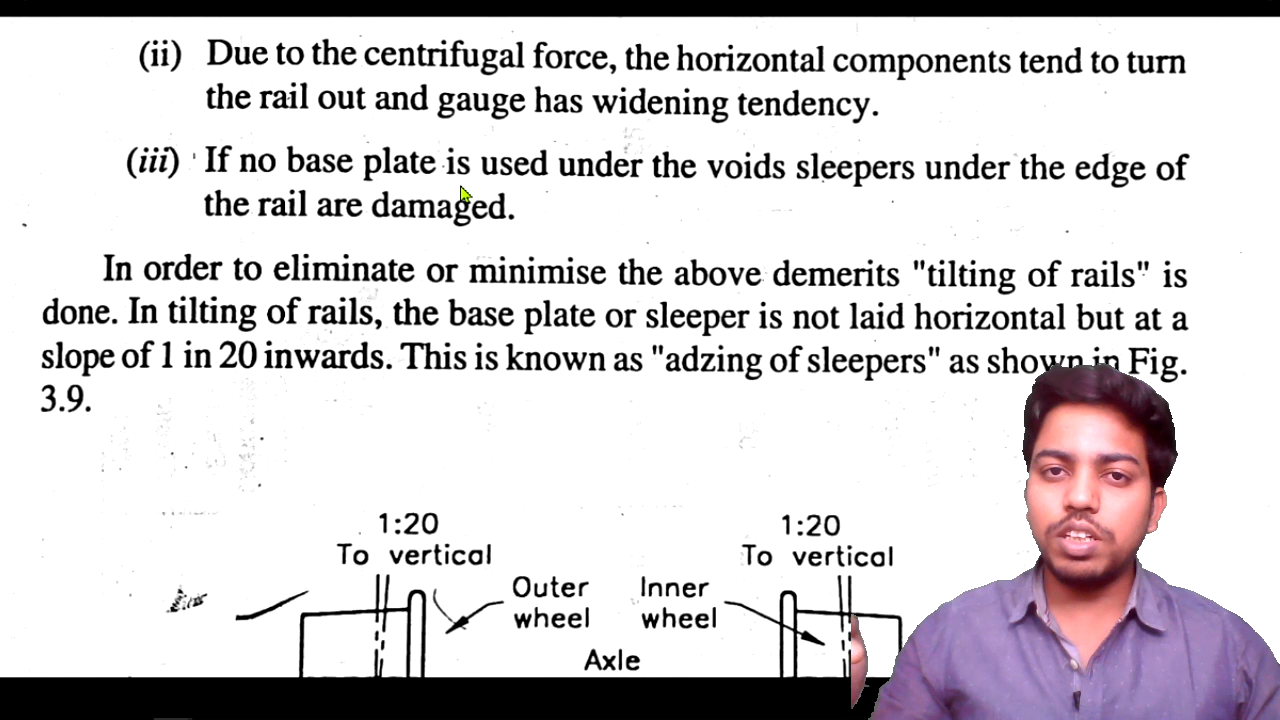 (ii) Due to the centrifugal force, the horizontal components tend to turn
the rail out and gauge has widening tendency.
(iii) If no base plate is used under the voids sleepers under the edge of
the rail are damaged.
In order to eliminate or minimise the above demerits "tilting of rails" is
done. In tilting of rails, the base plate or sleeper is not laid horizontal but at a
slope of 1 in 20 inwards. This is known as "adzing of sleepers" as shown in Fig.
3.9.
1:20
To vertical
Outer
wheel
Inner
wheel
1:20
To vertical
Axle